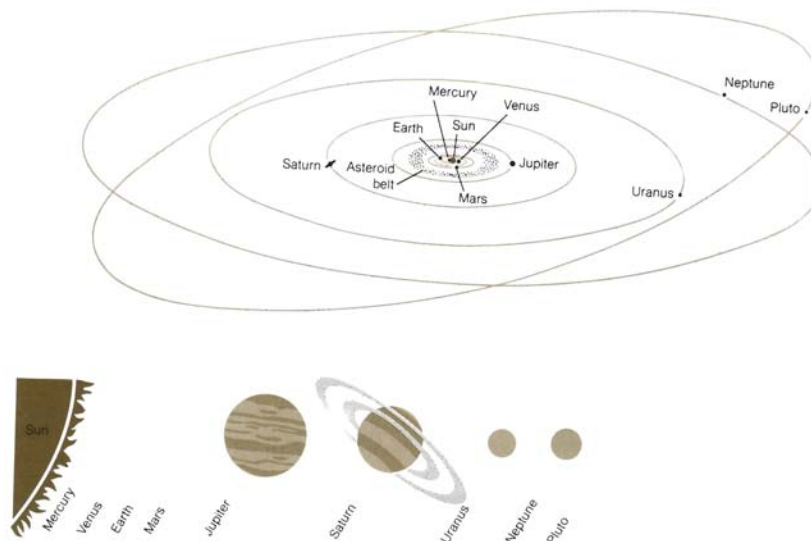 Neptune
Mercury
Venus
Pluto
Earth
Sun
Saturn
Asteroid
belt
Jupiter
Mars
Uranus
Sun
Mercury
Venus
Earth
Mars
Jupiter
Saturn
Uranus
Neptune
Pluto